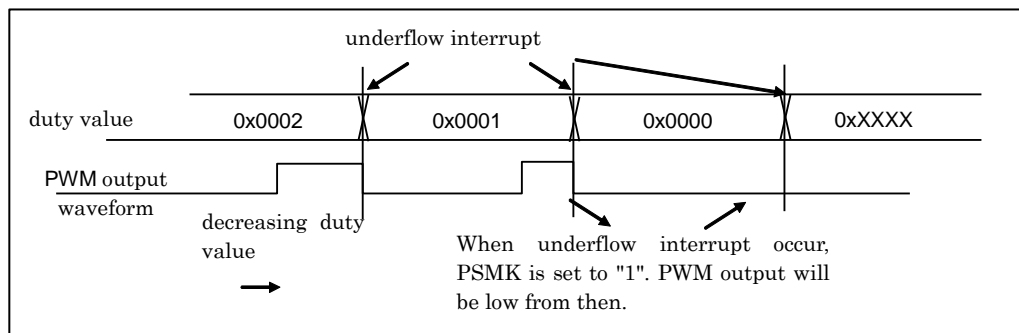 underflow interrupt
duty value
0x0002
0x0001
0x0000
0xXXXX
PWM output
waveform
decreasing duty
value
When underflow interrupt occur,
PSMK is set to "1". PWM output will
be low from then.